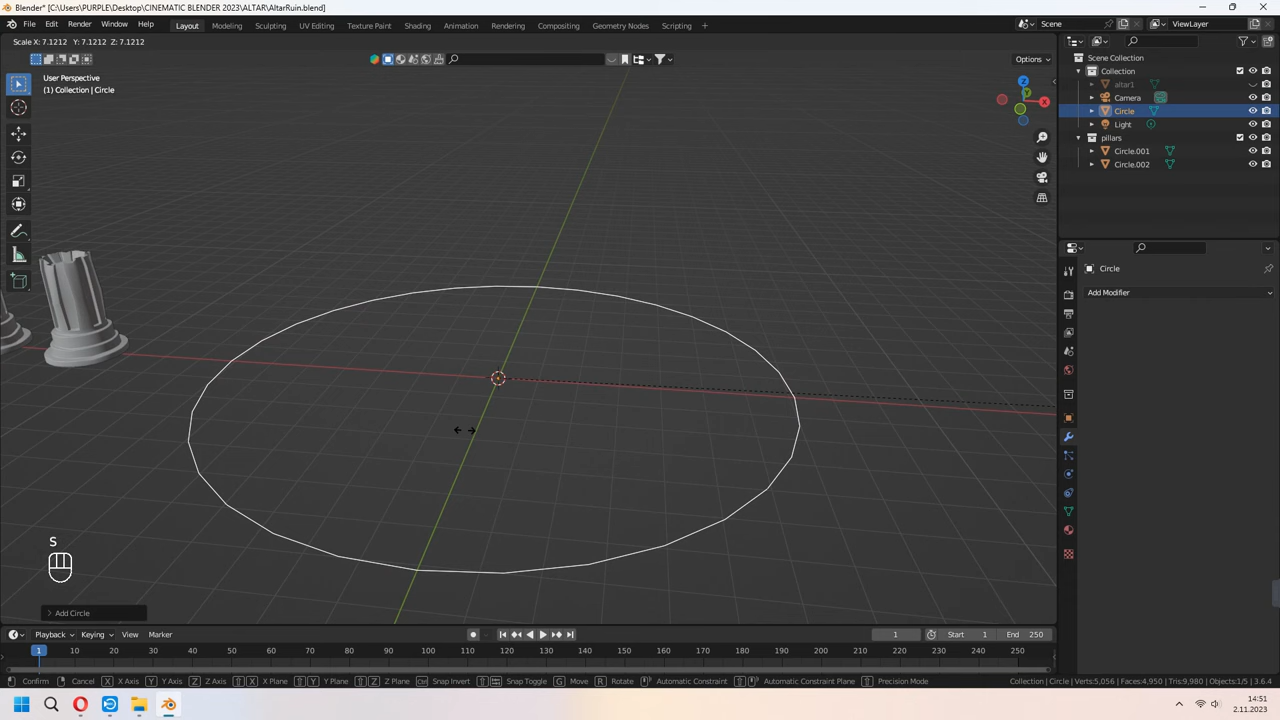 Blender* [C:\Users\PURPLE\Desktop\CINEMATIC BLENDER 2023\ALTAR\AltarRuin.blend]
File Edit Render Window Help Layout Modeling Sculpting UV Editing Texture Paint Shading Animation Rendering Compositing Geometry Nodes Scripting + Scene ViewLayer
Scale X: 7.1212 Y: 7.1212 Z: 7.1212
Options
User Perspective
(1) Collection | Circle
Z
Y
X
Scene Collection
Collection
altar1
Camera
Circle
Light
pillars
Circle.001
Circle.002
Circle
Add Modifier
S
Add Circle
Playback Keying View Marker 1 Start 1 End 250
1 10 20 30 40 50 60 70 80 90 100 110 120 130 140 150 160 170 180 190 200 210 220 230 240 250
Confirm Cancel X X Axis Y Y Axis Z Z Axis X X Plane Y Y Plane Z Z Plane Snap Invert Snap Toggle G Move R Rotate Automatic Constraint Automatic Constraint Plane Precision Mode Collection | Circle | Verts:5,056 | Faces:4,950 | Tris:9,980 | Objects:1/5 | 3.6.4
14:51
2.11.2023